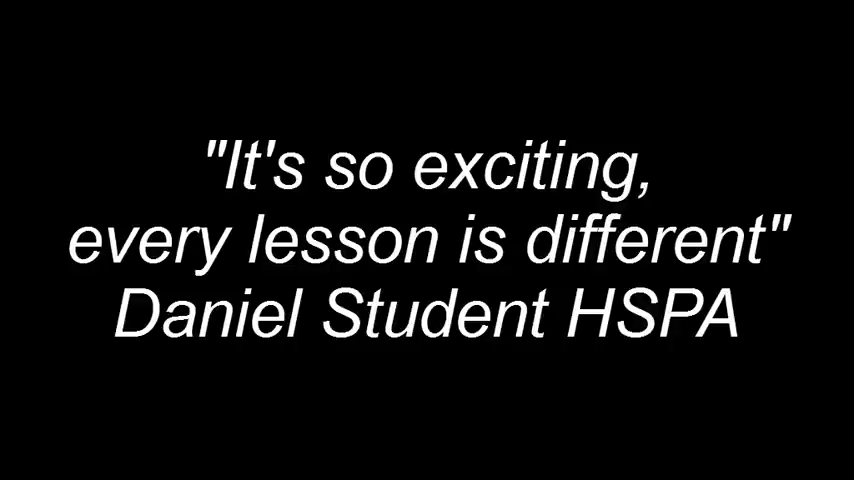 "It's so exciting,
every lesson is different"
Daniel Student HSPA